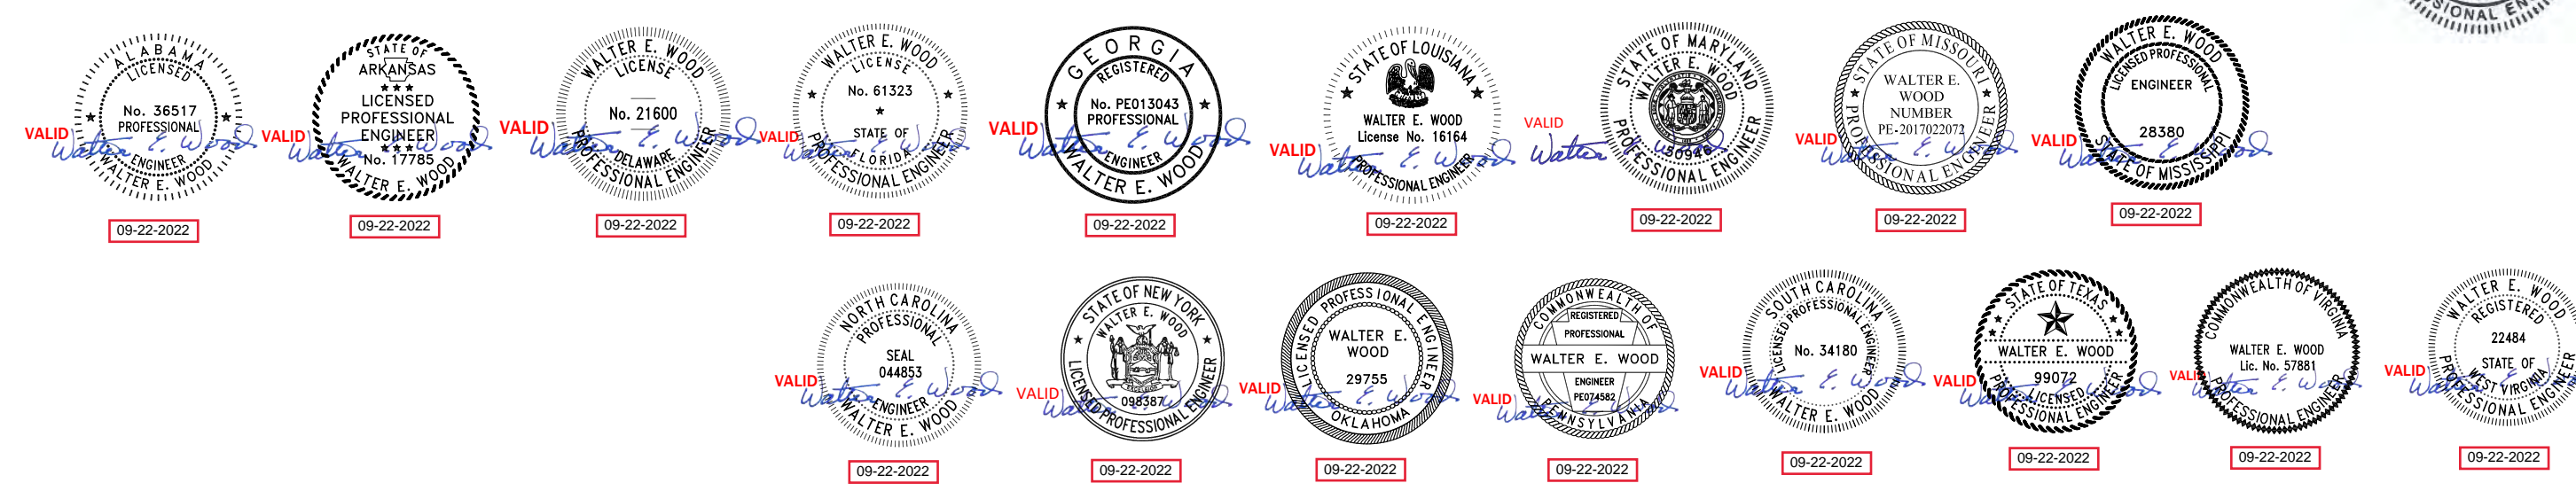 SIONAL EN
ALABAMA
LICENSED
No. 36517
PROFESSIONAL
ENGINEER
WALTER E. WOOD
VALID
Walter E. Wood
09-22-2022
STATE OF
ARKANSAS
LICENSED
PROFESSIONAL
ENGINEER
No. 17785
WALTER E. WOOD
VALID
Walter E. Wood
09-22-2022
WALTER E. WOOD
LICENSE
No. 21600
DELAWARE
PROFESSIONAL ENGINEER
VALID
Walter E. Wood
09-22-2022
WALTER E. WOOD
LICENSE
No. 61323
STATE OF
FLORIDA
PROFESSIONAL ENGINEER
VALID
Walter E. Wood
09-22-2022
GEORGIA
REGISTERED
No. PE013043
PROFESSIONAL
ENGINEER
WALTER E. WOOD
VALID
Walter E. Wood
09-22-2022
STATE OF LOUISIANA
WALTER E. WOOD
License No. 16164
PROFESSIONAL ENGINEER
VALID
Walter E. Wood
09-22-2022
STATE OF MARYLAND
WALTER E. WOOD
PROFESSIONAL ENGINEER
VALID
Walter E. Wood
09-22-2022
STATE OF MISSOURI
WALTER E.
WOOD
NUMBER
PE-2017022072
PROFESSIONAL ENGINEER
VALID
Walter E. Wood
09-22-2022
WALTER E. WOOD
LICENSED PROFESSIONAL
ENGINEER
28380
STATE OF MISSISSIPPI
VALID
Walter E. Wood
09-22-2022
NORTH CAROLINA
PROFESSIONAL
SEAL
044853
ENGINEER
WALTER E. WOOD
VALID
Walter E. Wood
09-22-2022
STATE OF NEW YORK
WALTER E. WOOD
098387
LICENSED PROFESSIONAL ENGINEER
VALID
Walter E. Wood
09-22-2022
LICENSED PROFESSIONAL ENGINEER
WALTER E.
WOOD
29755
OKLAHOMA
VALID
Walter E. Wood
09-22-2022
COMMONWEALTH OF
REGISTERED
PROFESSIONAL
WALTER E. WOOD
ENGINEER
PE074582
PENNSYLVANIA
VALID
Walter E. Wood
09-22-2022
SOUTH CAROLINA
LICENSED PROFESSIONAL ENGINEER
No. 34180
WALTER E. WOOD
VALID
Walter E. Wood
09-22-2022
STATE OF TEXAS
WALTER E. WOOD
99072
LICENSED
PROFESSIONAL ENGINEER
VALID
Walter E. Wood
09-22-2022
COMMONWEALTH OF VIRGINIA
WALTER E. WOOD
Lic. No. 57881
PROFESSIONAL ENGINEER
VALID
Walter E. Wood
09-22-2022
WALTER E. WOOD
REGISTERED
22484
STATE OF
WEST VIRGINIA
PROFESSIONAL ENGINEER
VALID
Walter E. Wood
09-22-2022